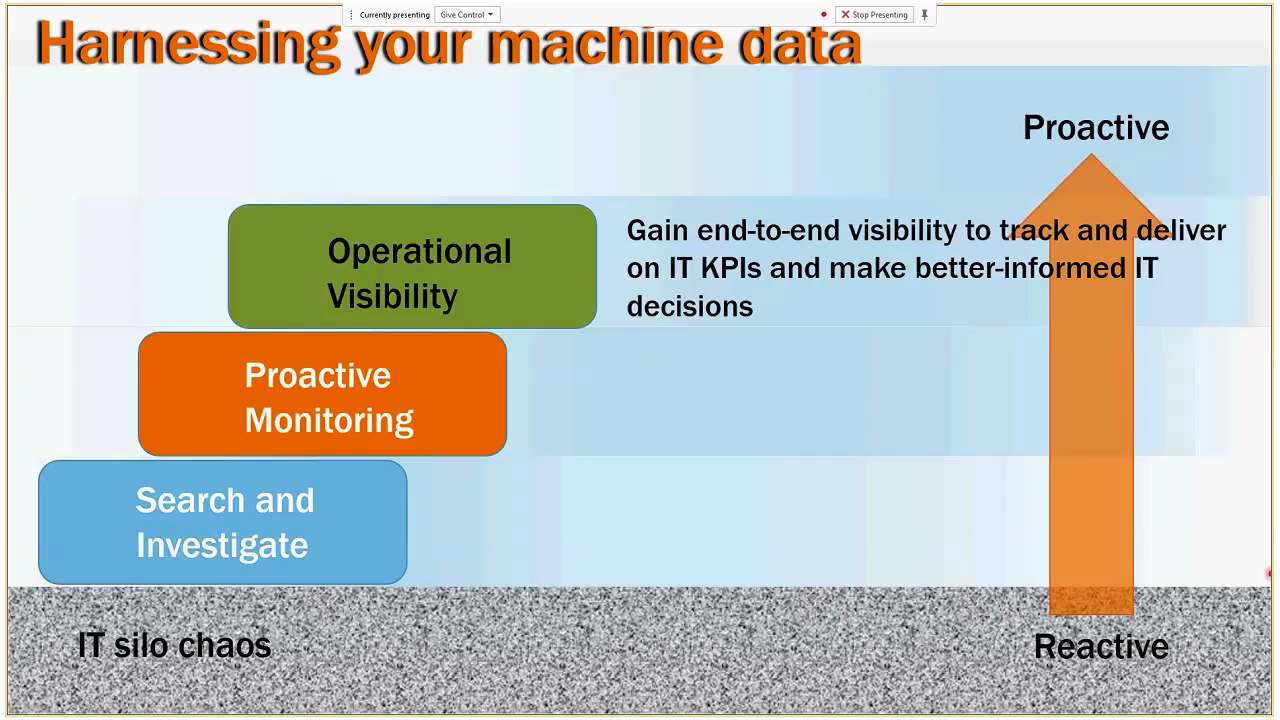 Currently presenting
Give Control
Stop Presenting
Harnessing your machine data
Proactive
Operational
Visibility
Gain end-to-end visibility to track and deliver
on IT KPIs and make better-informed IT
decisions
Proactive
Monitoring
Search and
Investigate
IT silo chaos
Reactive